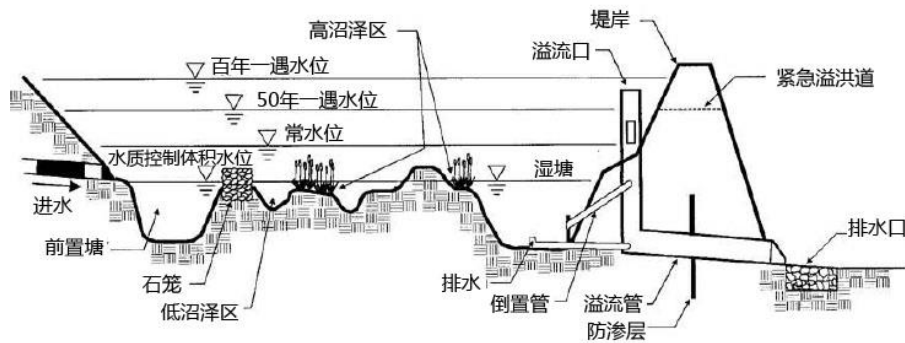 堤岸
高沼泽区
溢流口
百年一遇水位
紧急溢洪道
50年一遇水位
常水位
水质控制体积水位
湿塘
进水
前置塘
排水口
石笼
排水
倒置管
溢流管
低沼泽区
防渗层